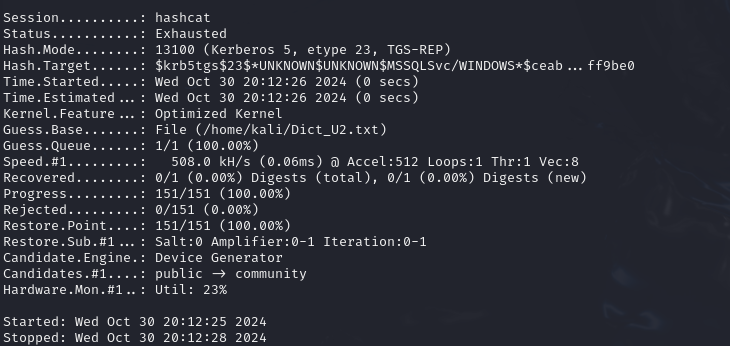 Session..........: hashcat
Status...........: Exhausted
Hash.Mode........: 13100 (Kerberos 5, etype 23, TGS-REP)
Hash.Target......: $krb5tgs$23$*UNKNOWN$UNKNOWN$MSSQLSvc/WINDOWS*$ceab...ff9be0
Time.Started.....: Wed Oct 30 20:12:26 2024 (0 secs)
Time.Estimated...: Wed Oct 30 20:12:26 2024 (0 secs)
Kernel.Feature...: Optimized Kernel
Guess.Base.......: File (/home/kali/Dict_U2.txt)
Guess.Queue......: 1/1 (100.00%)
Speed.#1.........:   508.0 kH/s (0.06ms) @ Accel:512 Loops:1 Thr:1 Vec:8
Recovered........: 0/1 (0.00%) Digests (total), 0/1 (0.00%) Digests (new)
Progress.........: 151/151 (100.00%)
Rejected.........: 0/151 (0.00%)
Restore.Point....: 151/151 (100.00%)
Restore.Sub.#1...: Salt:0 Amplifier:0-1 Iteration:0-1
Candidate.Engine.: Device Generator
Candidates.#1....: public -> community
Hardware.Mon.#1..: Util: 23%
Started: Wed Oct 30 20:12:25 2024
Stopped: Wed Oct 30 20:12:28 2024